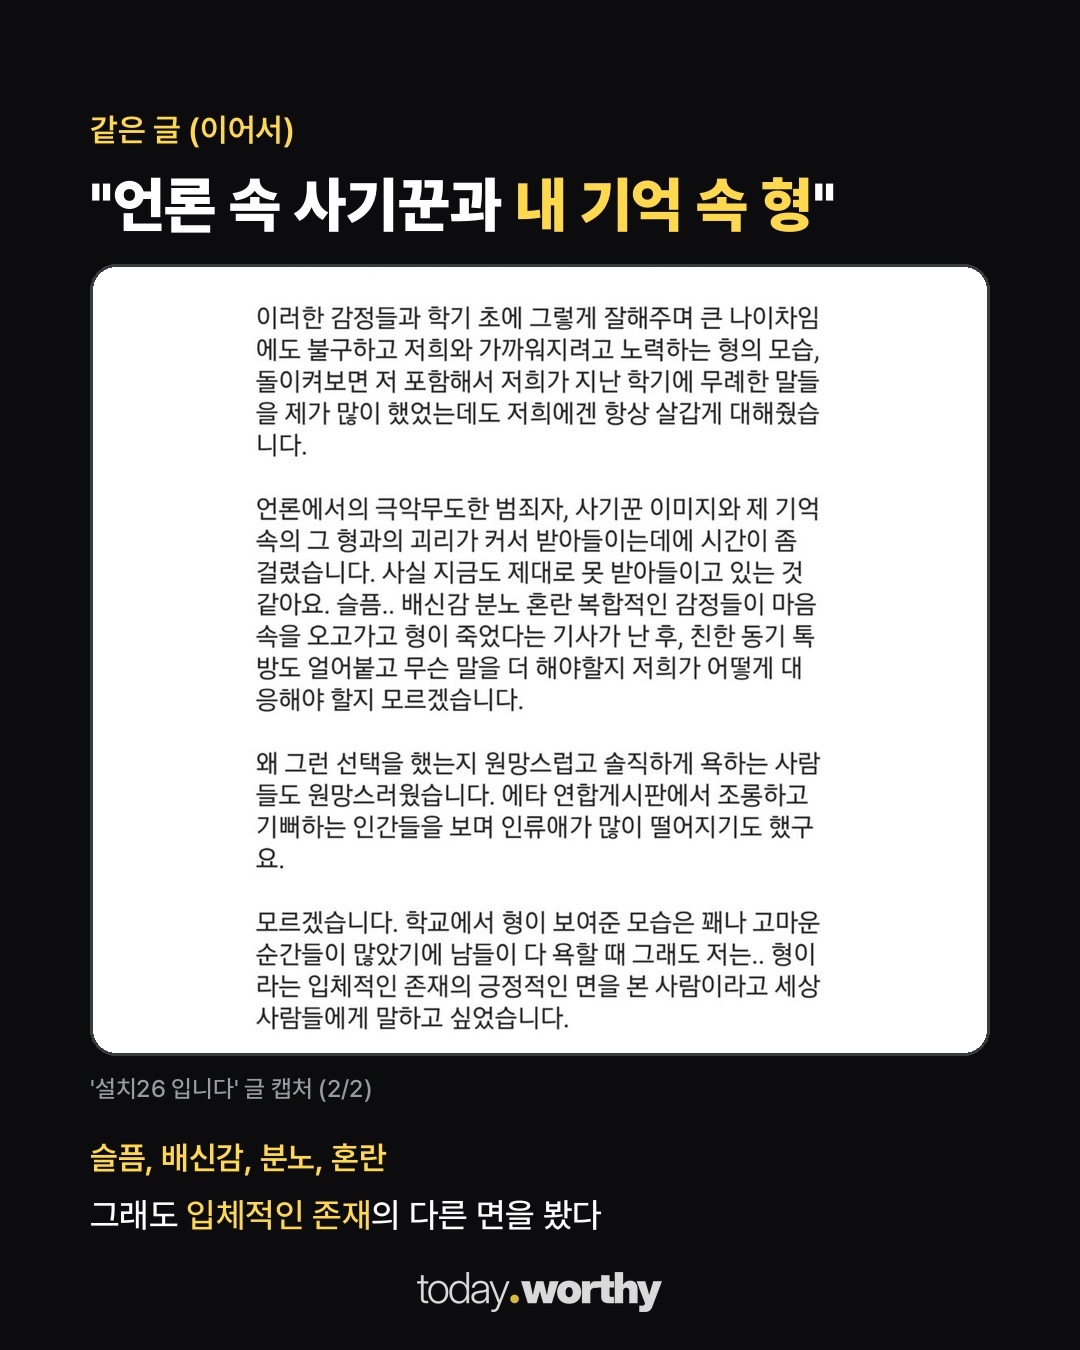 같은 글 (이어서)
"언론 속 사기꾼과 내 기억 속 형"
이러한 감정들과 학기 초에 그렇게 잘해주며 큰 나이차임
에도 불구하고 저희와 가까워지려고 노력하는 형의 모습,
돌이켜보면 저 포함해서 저희가 지난 학기에 무례한 말들
을 제가 많이 했었는데도 저희에겐 항상 살갑게 대해줬습
니다.
언론에서의 극악무도한 범죄자, 사기꾼 이미지와 제 기억
속의 그 형과의 괴리가 커서 받아들이는데에 시간이 좀
걸렸습니다. 사실 지금도 제대로 못 받아들이고 있는 것
같아요. 슬픔.. 배신감 분노 혼란 복합적인 감정들이 마음
속을 오고가고 형이 죽었다는 기사가 난 후, 친한 동기 톡
방도 얼어붙고 무슨 말을 더 해야할지 저희가 어떻게 대
응해야 할지 모르겠습니다.
왜 그런 선택을 했는지 원망스럽고 솔직하게 욕하는 사람
들도 원망스러웠습니다. 에타 연합게시판에서 조롱하고
기뻐하는 인간들을 보며 인류애가 많이 떨어지기도 했구
요.
모르겠습니다. 학교에서 형이 보여준 모습은 꽤나 고마운
순간들이 많았기에 남들이 다 욕할 때 그래도 저는.. 형이
라는 입체적인 존재의 긍정적인 면을 본 사람이라고 세상
사람들에게 말하고 싶었습니다.
'설치26 입니다' 글 캡처 (2/2)
슬픔, 배신감, 분노, 혼란
그래도 입체적인 존재의 다른 면을 봤다
today.worthy